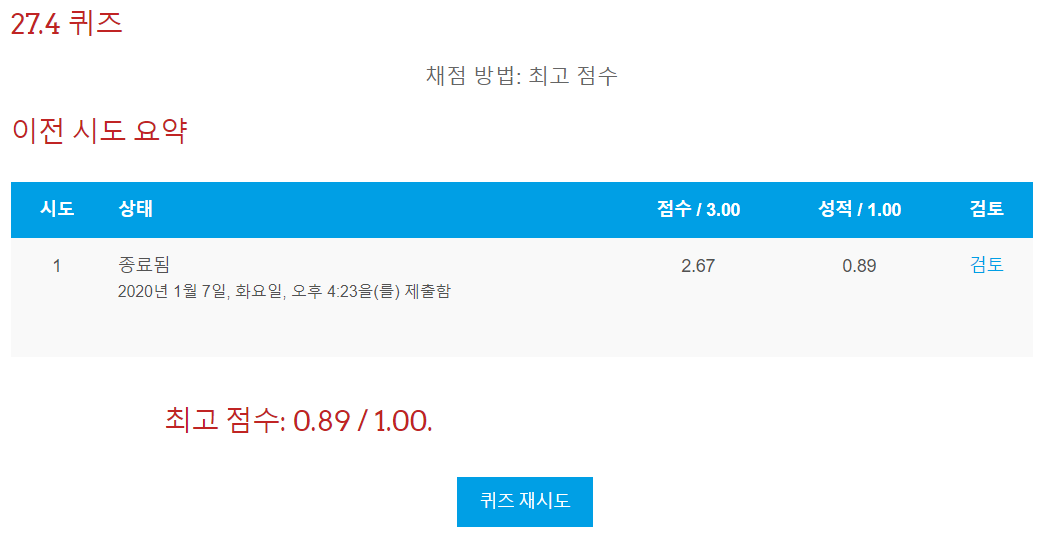 27.4 퀴즈
채점 방법: 최고 점수
이전 시도 요약
시도 상태 점수 / 3.00 성적 / 1.00 검토
1 종료됨 2.67 0.89 검토
2020년 1월 7일, 화요일, 오후 4:23을(를) 제출함
최고 점수: 0.89 / 1.00.
퀴즈 재시도